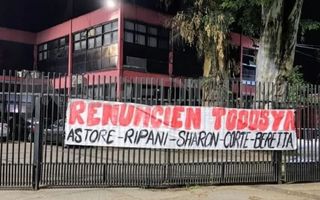 RENUNCIEN TODOS YA
ASTORE-RIPANI-SHARON-CORTE-BERETTA